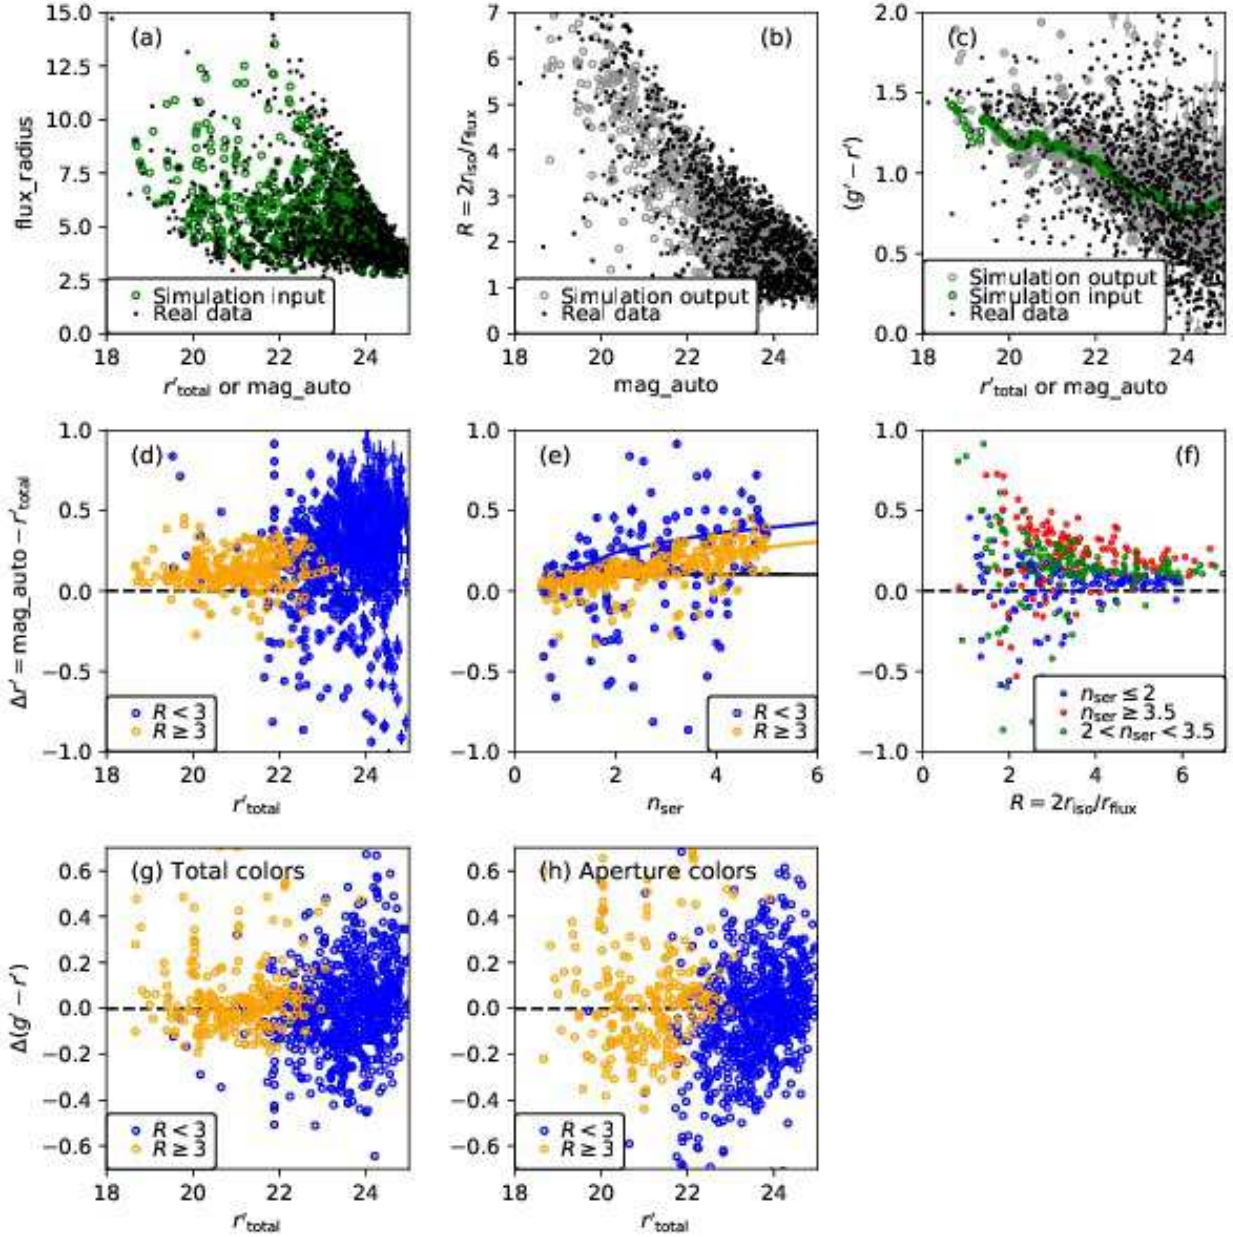 (a)
15.0
12.5
10.0
7.5
5.0
2.5
0.0
flux_radius
Simulation input
Real data
18 20 22 24
r'total or mag_auto
(b)
7
6
5
4
3
2
1
0
R = 2riso/rflux
Simulation output
Real data
18 20 22 24
mag_auto
(c)
2.0
1.5
1.0
0.5
0.0
(g' − r')
Simulation output
Simulation input
Real data
18 20 22 24
r'total or mag_auto
(d)
1.0
0.5
0.0
−0.5
−1.0
Δr' = mag_auto − r'total
R < 3
R ≥ 3
18 20 22 24
r'total
(e)
1.0
0.5
0.0
−0.5
−1.0
R < 3
R ≥ 3
0 2 4 6
nser
(f)
1.0
0.5
0.0
−0.5
−1.0
nser ≤ 2
nser ≥ 3.5
2 < nser < 3.5
0 2 4 6
R = 2riso/rflux
(g) Total colors
0.6
0.4
0.2
0.0
−0.2
−0.4
−0.6
Δ(g' − r')
R < 3
R ≥ 3
18 20 22 24
r'total
(h) Aperture colors
0.6
0.4
0.2
0.0
−0.2
−0.4
−0.6
R < 3
R ≥ 3
18 20 22 24
r'total